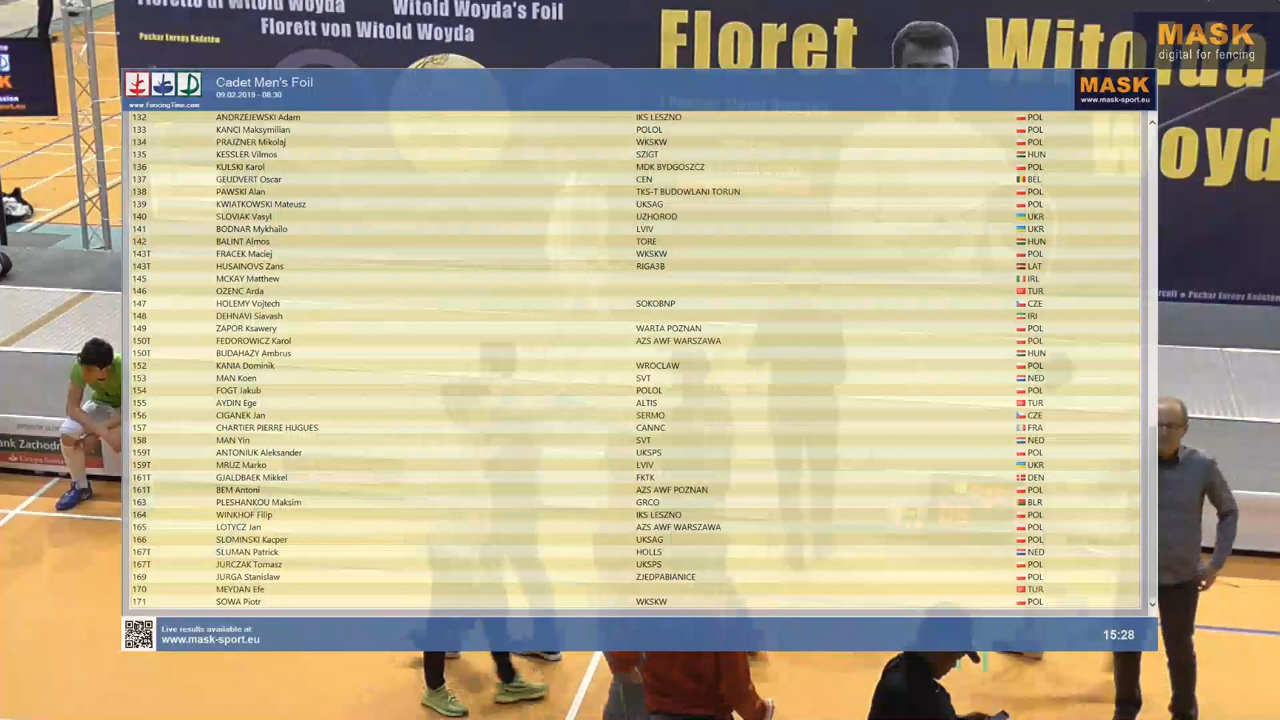 Fioretto di Witold Woyda Witold Woyda's Foil
Florett von Witold Woyda
Puchar Europy Kadetów
Floret Witolda
Woyd
MASK
digital for fencing
Cadet Men's Foil
09.02.2019 - 08:30
www.FencingTime.com
MASK
www.mask-sport.eu
132 ANDRZEJEWSKI Adam IKS LESZNO POL
133 KANCI Maksymilian POLOL POL
134 PRAJZNER Mikolaj WKSKW POL
135 KESSLER Vilmos SZIGT HUN
136 KULSKI Karol MDK BYDGOSZCZ POL
137 GEUDVERT Oscar CEN BEL
138 PAWSKI Alan TKS-T BUDOWLANI TORUN POL
139 KWIATKOWSKI Mateusz UKSAG POL
140 SLOVIAK Vasyl UZHOROD UKR
141 BODNAR Mykhailo LVIV UKR
142 BALINT Almos TORE HUN
143T FRACEK Maciej WKSKW POL
143T HUSAINOVS Zans RIGA3B LAT
145 MCKAY Matthew IRL
146 OZENC Arda TUR
147 HOLEMY Vojtech SOKOBNP CZE
148 DEHNAVI Siavash IRI
149 ZAPOR Ksawery WARTA POZNAN POL
150T FEDOROWICZ Karol AZS AWF WARSZAWA POL
150T BUDAHAZY Ambrus HUN
152 KANIA Dominik WROCLAW POL
153 MAN Koen SVT NED
154 FOGT Jakub POLOL POL
155 AYDIN Ege ALTIS TUR
156 CIGANEK Jan SERMO CZE
157 CHARTIER PIERRE HUGUES CANNC FRA
158 MAN Yin SVT NED
159T ANTONIUK Aleksander UKSPS POL
159T MRUZ Marko LVIV UKR
161T GJALDBAEK Mikkel FKTK DEN
161T BEM Antoni AZS AWF POZNAN POL
163 PLESHANKOU Maksim GRCO BLR
164 WINKHOF Filip IKS LESZNO POL
165 LOTYCZ Jan AZS AWF WARSZAWA POL
166 SLOMINSKI Kacper UKSAG POL
167T SLUMAN Patrick HOLLS NED
167T JURCZAK Tomasz UKSPS POL
169 JURGA Stanislaw ZJEDPABIANICE POL
170 MEYDAN Efe TUR
171 SOWA Piotr WKSKW POL
Live results available at:
www.mask-sport.eu
15:28